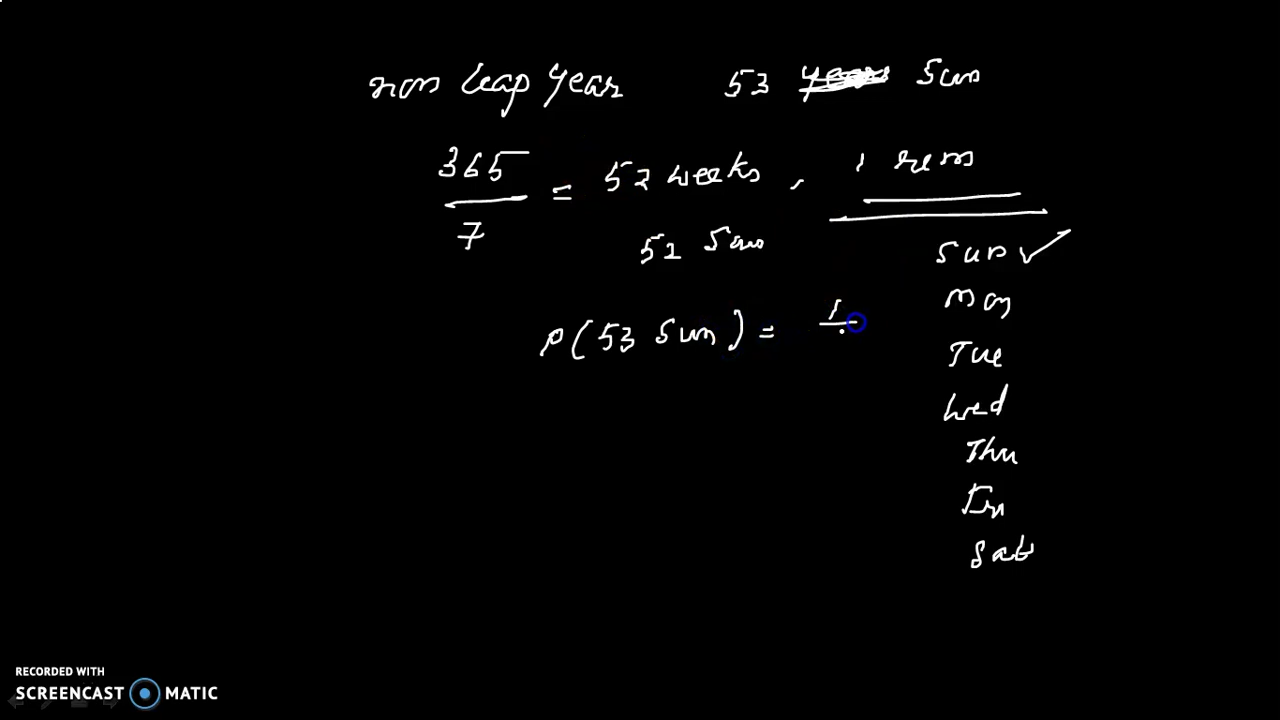 non leap year 53 Sun
365/7 = 52 weeks, 1 rem
52 Sun
Sun ✓
Mon
P(53 Sun) = 1/
Tue
Wed
Thu
Fri
Sat
RECORDED WITH
SCREENCAST MATIC